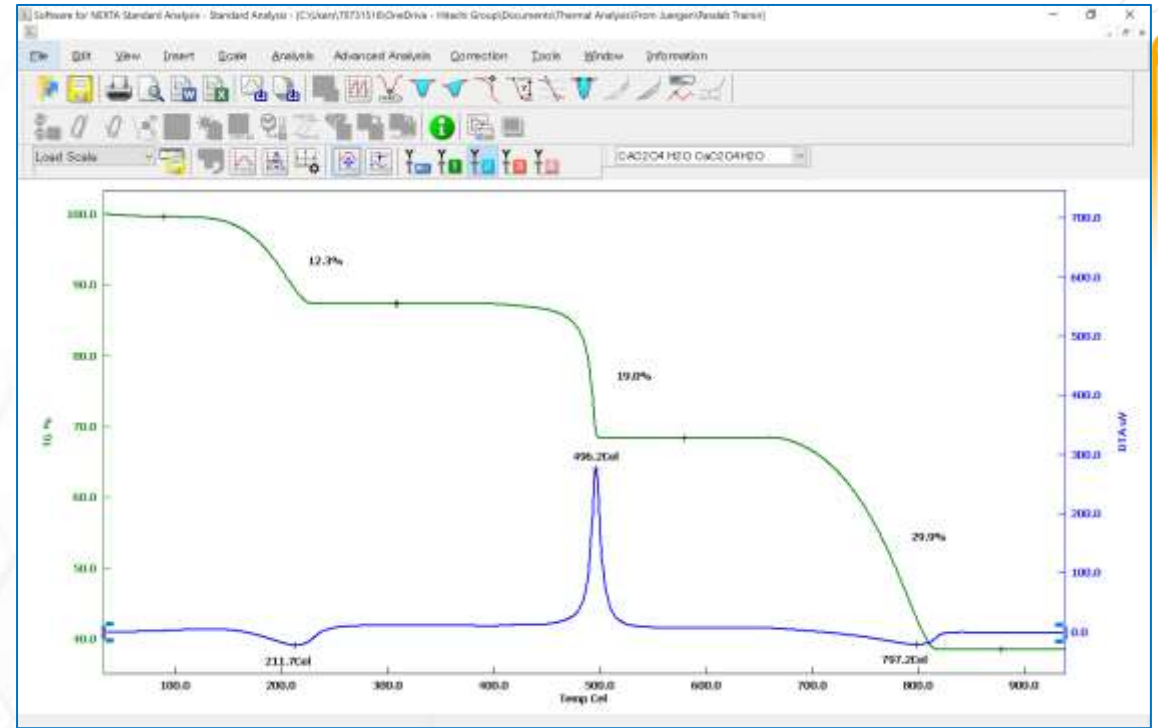 Software for NEXTA Standard Analysis - Standard Analysis -
File Edit View Insert Scale Analysis Advanced Analysis Correction Tools Window Information
Load Scale
CAC2O4 H2O CaC2O4H2O
100.0
90.0
80.0
70.0
60.0
50.0
40.0
TG %
12.3%
19.0%
29.9%
496.2Cel
211.7Cel
797.2Cel
700.0
600.0
500.0
400.0
300.0
200.0
100.0
0.0
DTA uV
100.0 200.0 300.0 400.0 500.0 600.0 700.0 800.0 900.0
Temp Cel